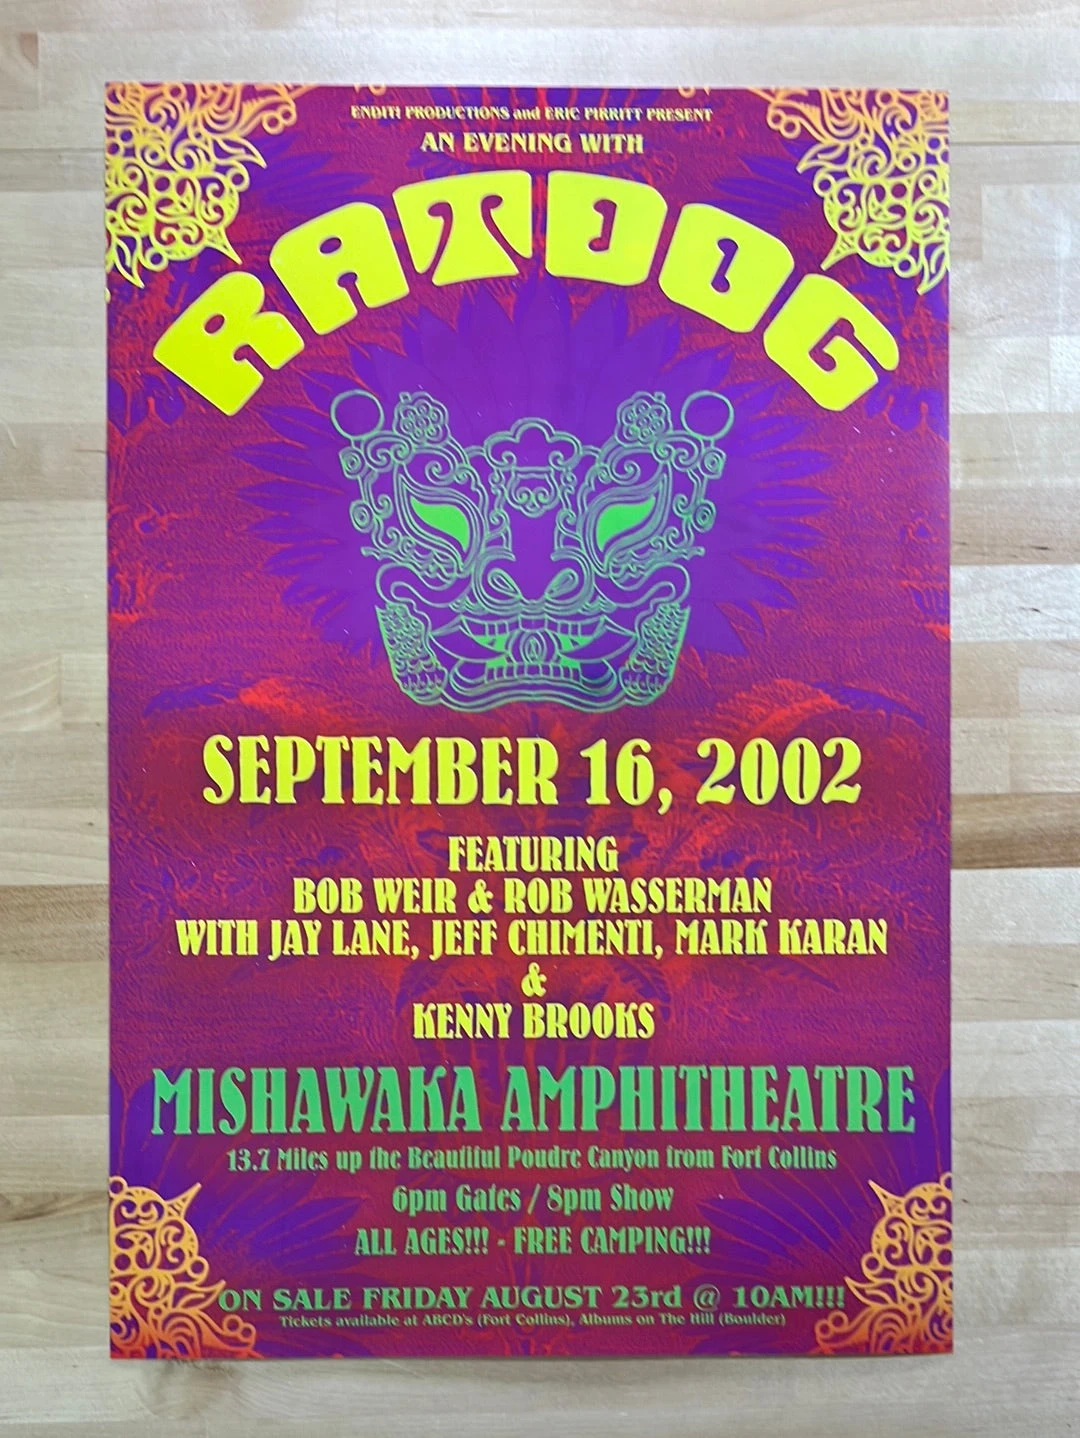 ENDITI PRODUCTIONS and ERIC PIRRITT PRESENT
AN EVENING WITH
RATDOG
SEPTEMBER 16, 2002
FEATURING
BOB WEIR & ROB WASSERMAN
WITH JAY LANE, JEFF CHIMENTI, MARK KARAN
&
KENNY BROOKS
MISHAWAKA AMPHITHEATRE
13.7 Miles up the Beautiful Poudre Canyon from Fort Collins
6pm Gates / 8pm Show
ALL AGES!!! - FREE CAMPING!!!
ON SALE FRIDAY AUGUST 23rd @ 10AM!!!
Tickets available at ABCD's (Fort Collins), Albums on The Hill (Boulder)